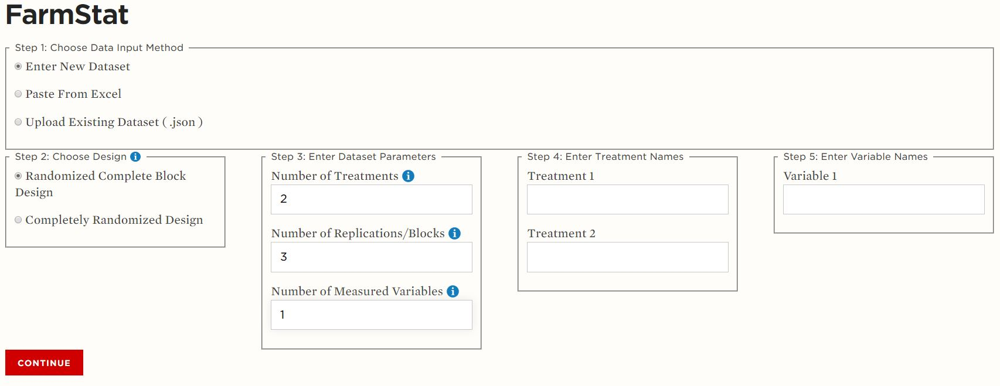 FarmStat
Step 1: Choose Data Input Method
Enter New Dataset
Paste From Excel
Upload Existing Dataset ( .json )
Step 2: Choose Design i
Randomized Complete Block
Design
Completely Randomized Design
Step 3: Enter Dataset Parameters
Number of Treatments i
2
Number of Replications/Blocks i
3
Number of Measured Variables i
1
Step 4: Enter Treatment Names
Treatment 1
Treatment 2
Step 5: Enter Variable Names
Variable 1
CONTINUE